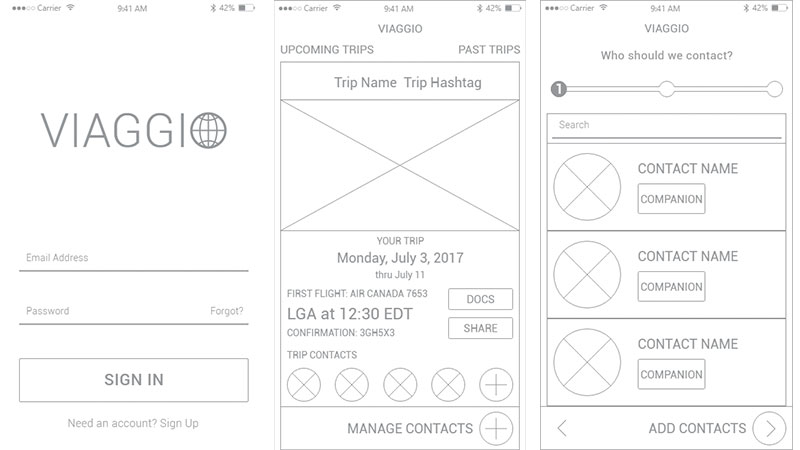 Carrier 9:41 AM 42%
VIAGGIO
Email Address
Password Forgot?
SIGN IN
Need an account? Sign Up
Carrier 9:41 AM 42%
VIAGGIO
UPCOMING TRIPS PAST TRIPS
Trip Name Trip Hashtag
YOUR TRIP
Monday, July 3, 2017
thru July 11
FIRST FLIGHT: AIR CANADA 7653
DOCS
LGA at 12:30 EDT
SHARE
CONFIRMATION: 3GH5X3
TRIP CONTACTS
MANAGE CONTACTS
Carrier 9:41 AM 42%
VIAGGIO
Who should we contact?
1
Search
CONTACT NAME
COMPANION
CONTACT NAME
COMPANION
CONTACT NAME
COMPANION
ADD CONTACTS